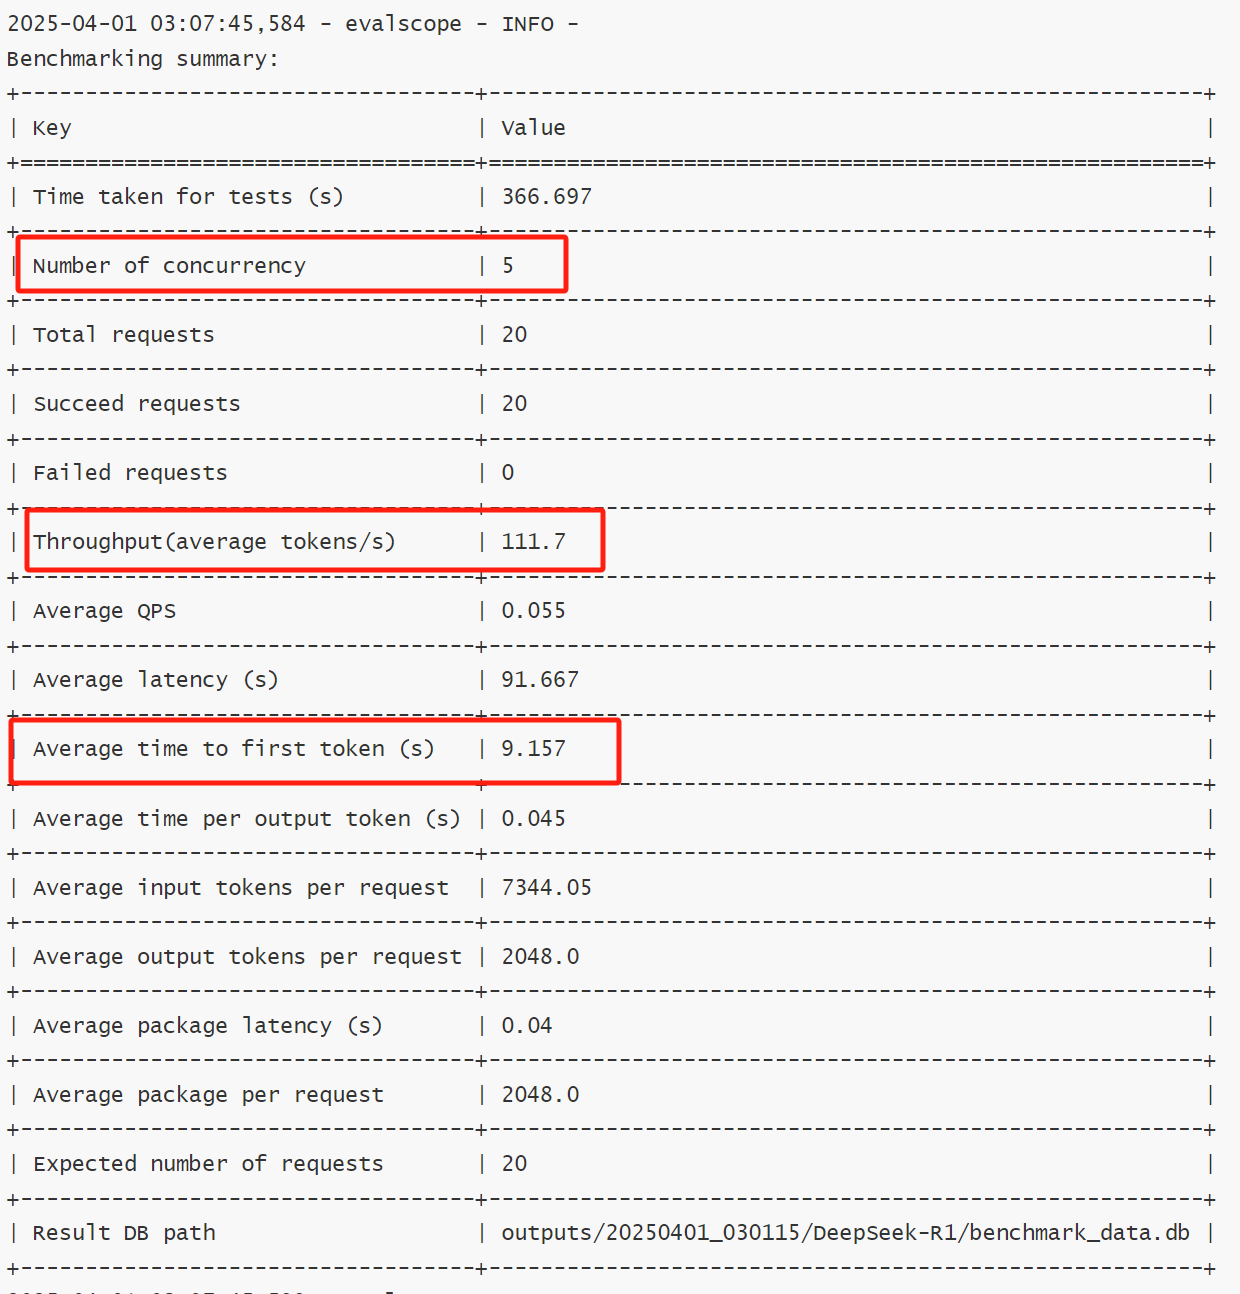 2025-04-01 03:07:45,584 - evalscope - INFO -
Benchmarking summary:
+-----------------------------------+-------------------------------------------------------+
| Key                               | Value                                                 |
+===================================+=======================================================+
| Time taken for tests (s)          | 366.697                                               |
+-----------------------------------+-------------------------------------------------------+
| Number of concurrency             | 5                                                     |
+-----------------------------------+-------------------------------------------------------+
| Total requests                    | 20                                                    |
+-----------------------------------+-------------------------------------------------------+
| Succeed requests                  | 20                                                    |
+-----------------------------------+-------------------------------------------------------+
| Failed requests                   | 0                                                     |
+-----------------------------------+-------------------------------------------------------+
| Throughput(average tokens/s)      | 111.7                                                 |
+-----------------------------------+-------------------------------------------------------+
| Average QPS                       | 0.055                                                 |
+-----------------------------------+-------------------------------------------------------+
| Average latency (s)               | 91.667                                                |
+-----------------------------------+-------------------------------------------------------+
| Average time to first token (s)   | 9.157                                                 |
+-----------------------------------+-------------------------------------------------------+
| Average time per output token (s) | 0.045                                                 |
+-----------------------------------+-------------------------------------------------------+
| Average input tokens per request  | 7344.05                                               |
+-----------------------------------+-------------------------------------------------------+
| Average output tokens per request | 2048.0                                                |
+-----------------------------------+-------------------------------------------------------+
| Average package latency (s)       | 0.04                                                  |
+-----------------------------------+-------------------------------------------------------+
| Average package per request       | 2048.0                                                |
+-----------------------------------+-------------------------------------------------------+
| Expected number of requests       | 20                                                    |
+-----------------------------------+-------------------------------------------------------+
| Result DB path                    | outputs/20250401_030115/DeepSeek-R1/benchmark_data.db |
+-----------------------------------+-------------------------------------------------------+